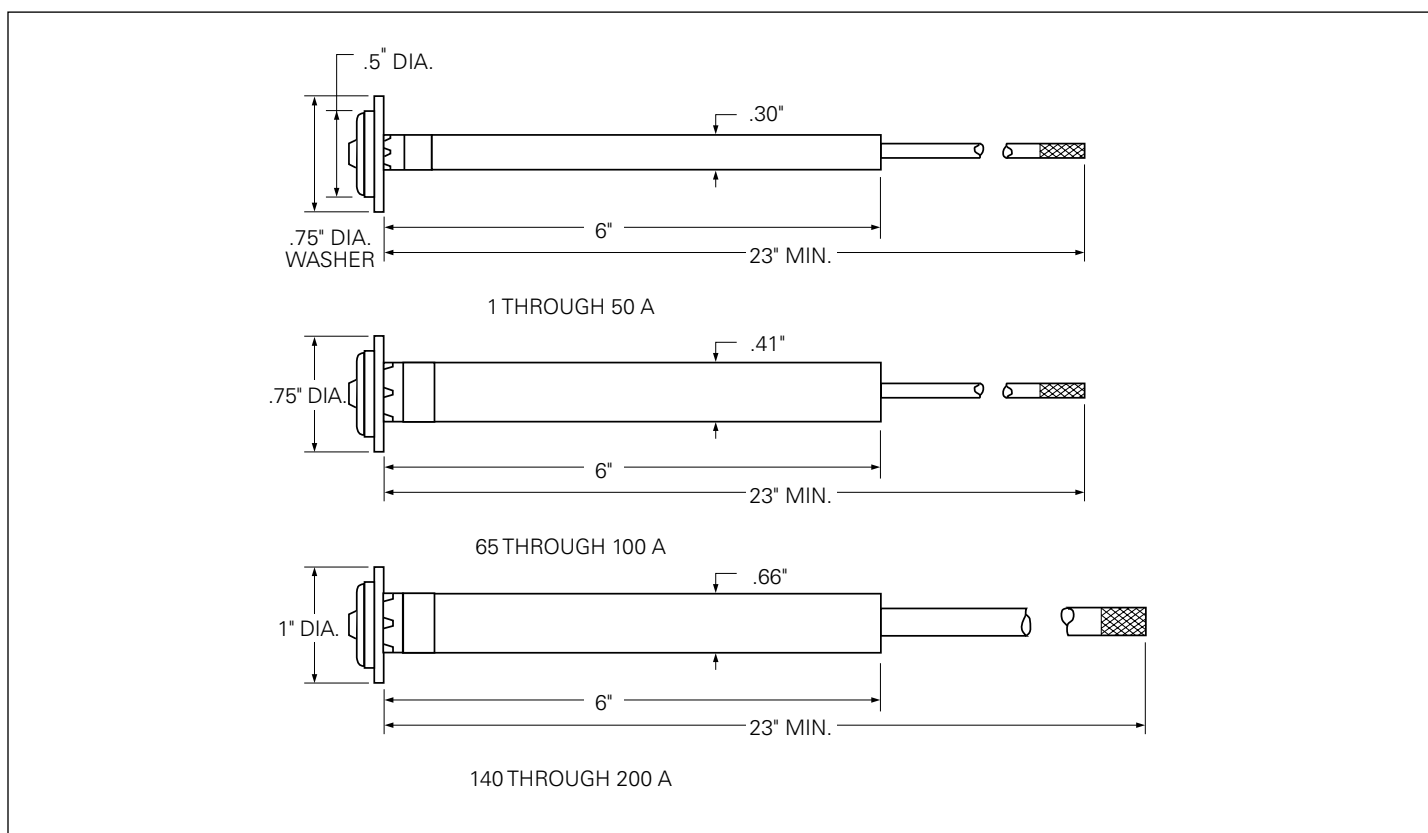 .5" DIA.
.30"
.75" DIA.
WASHER
6"
23" MIN.
1 THROUGH 50 A
.41"
.75" DIA.
6"
23" MIN.
65 THROUGH 100 A
.66"
1" DIA.
6"
23" MIN.
140 THROUGH 200 A